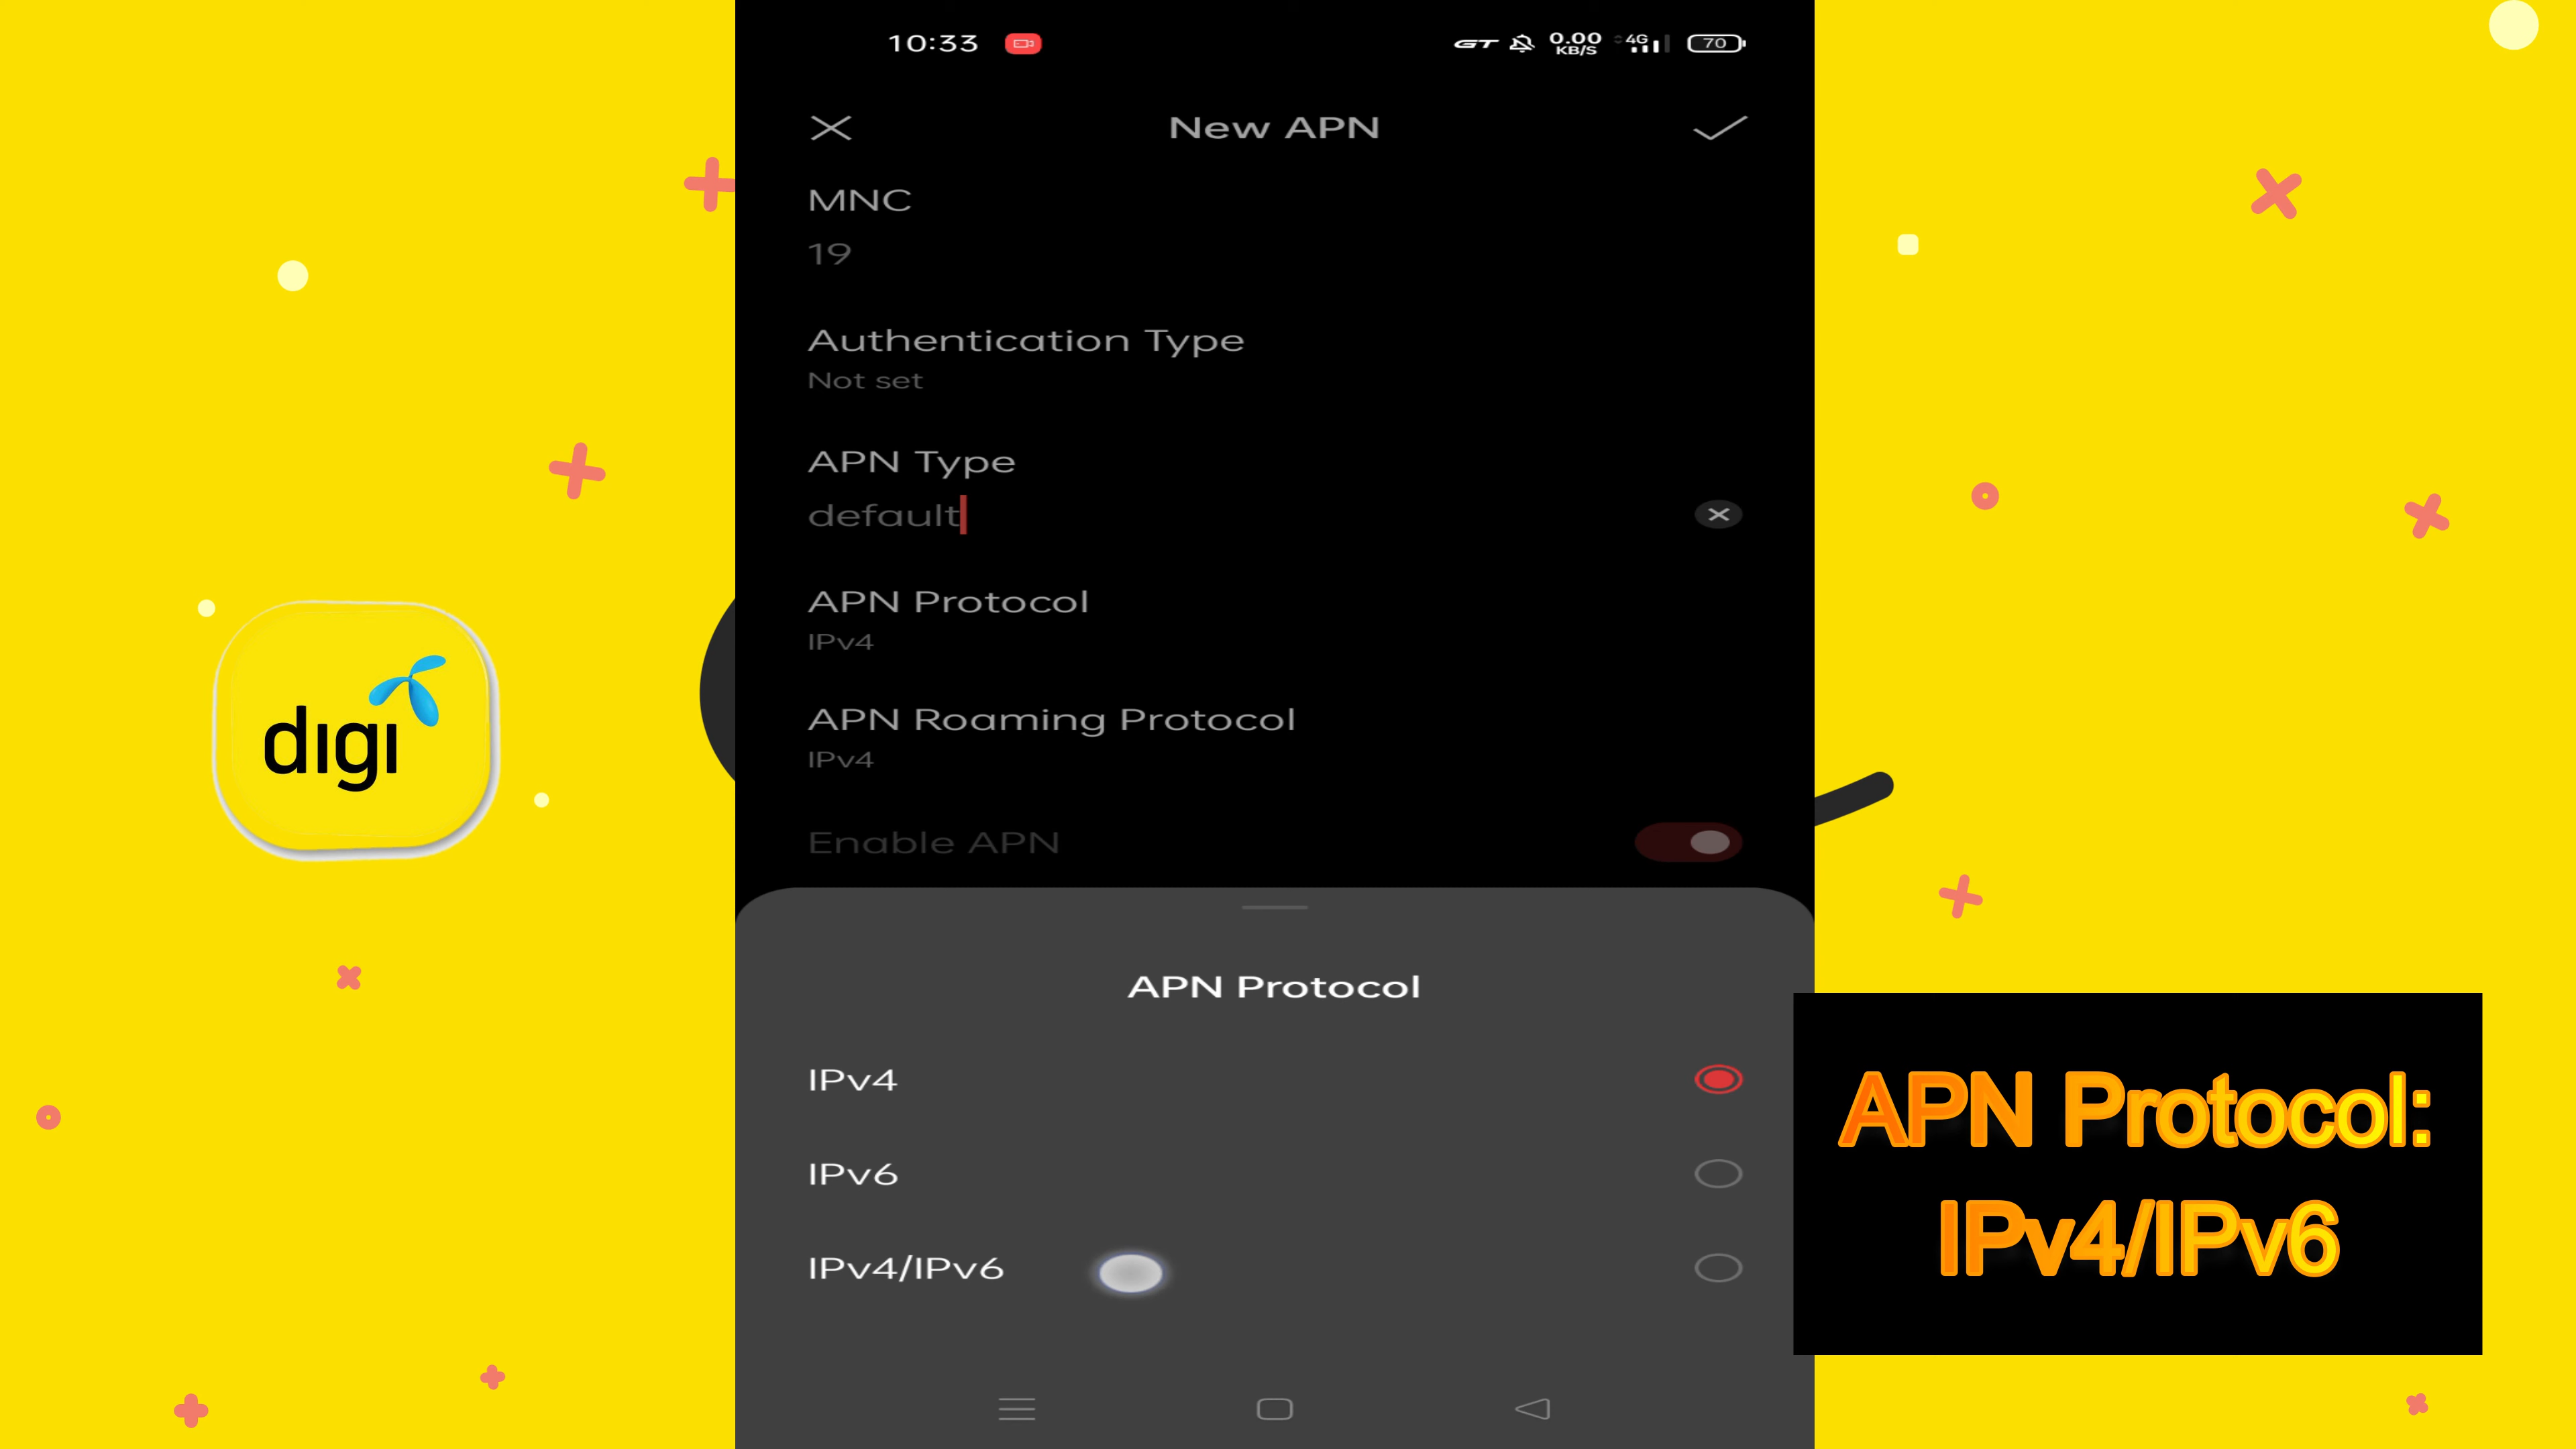 10:33
GT 0.00 KB/S 4G 70
New APN
MNC
19
Authentication Type
Not set
APN Type
default
APN Protocol
IPv4
APN Roaming Protocol
IPv4
Enable APN
digi
APN Protocol
IPv4
IPv6
IPv4/IPv6
APN Protocol:
IPv4/IPv6